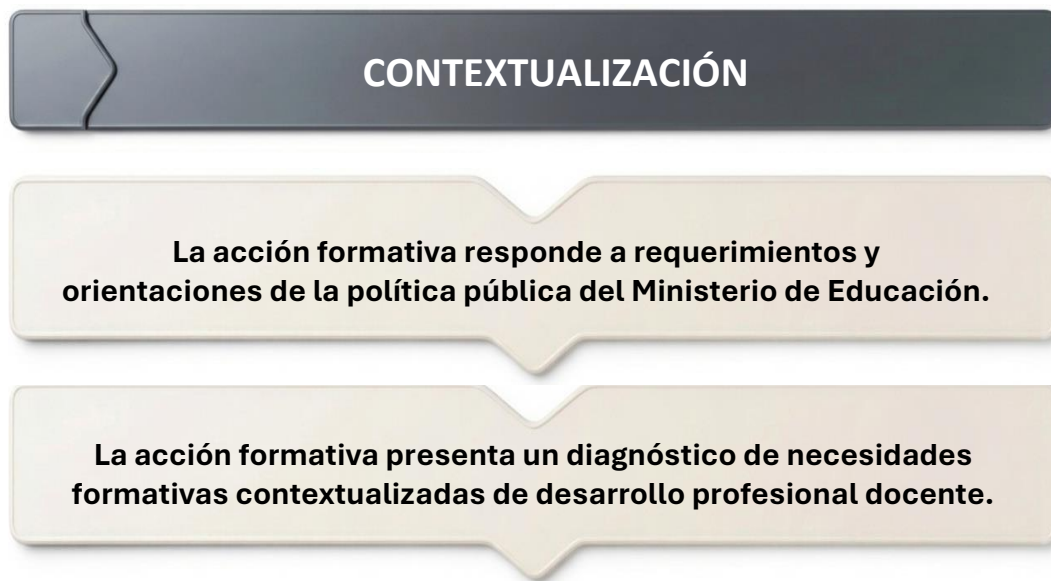 CONTEXTUALIZACIÓN
La acción formativa responde a requerimientos y
orientaciones de la política pública del Ministerio de Educación.
La acción formativa presenta un diagnóstico de necesidades
formativas contextualizadas de desarrollo profesional docente.